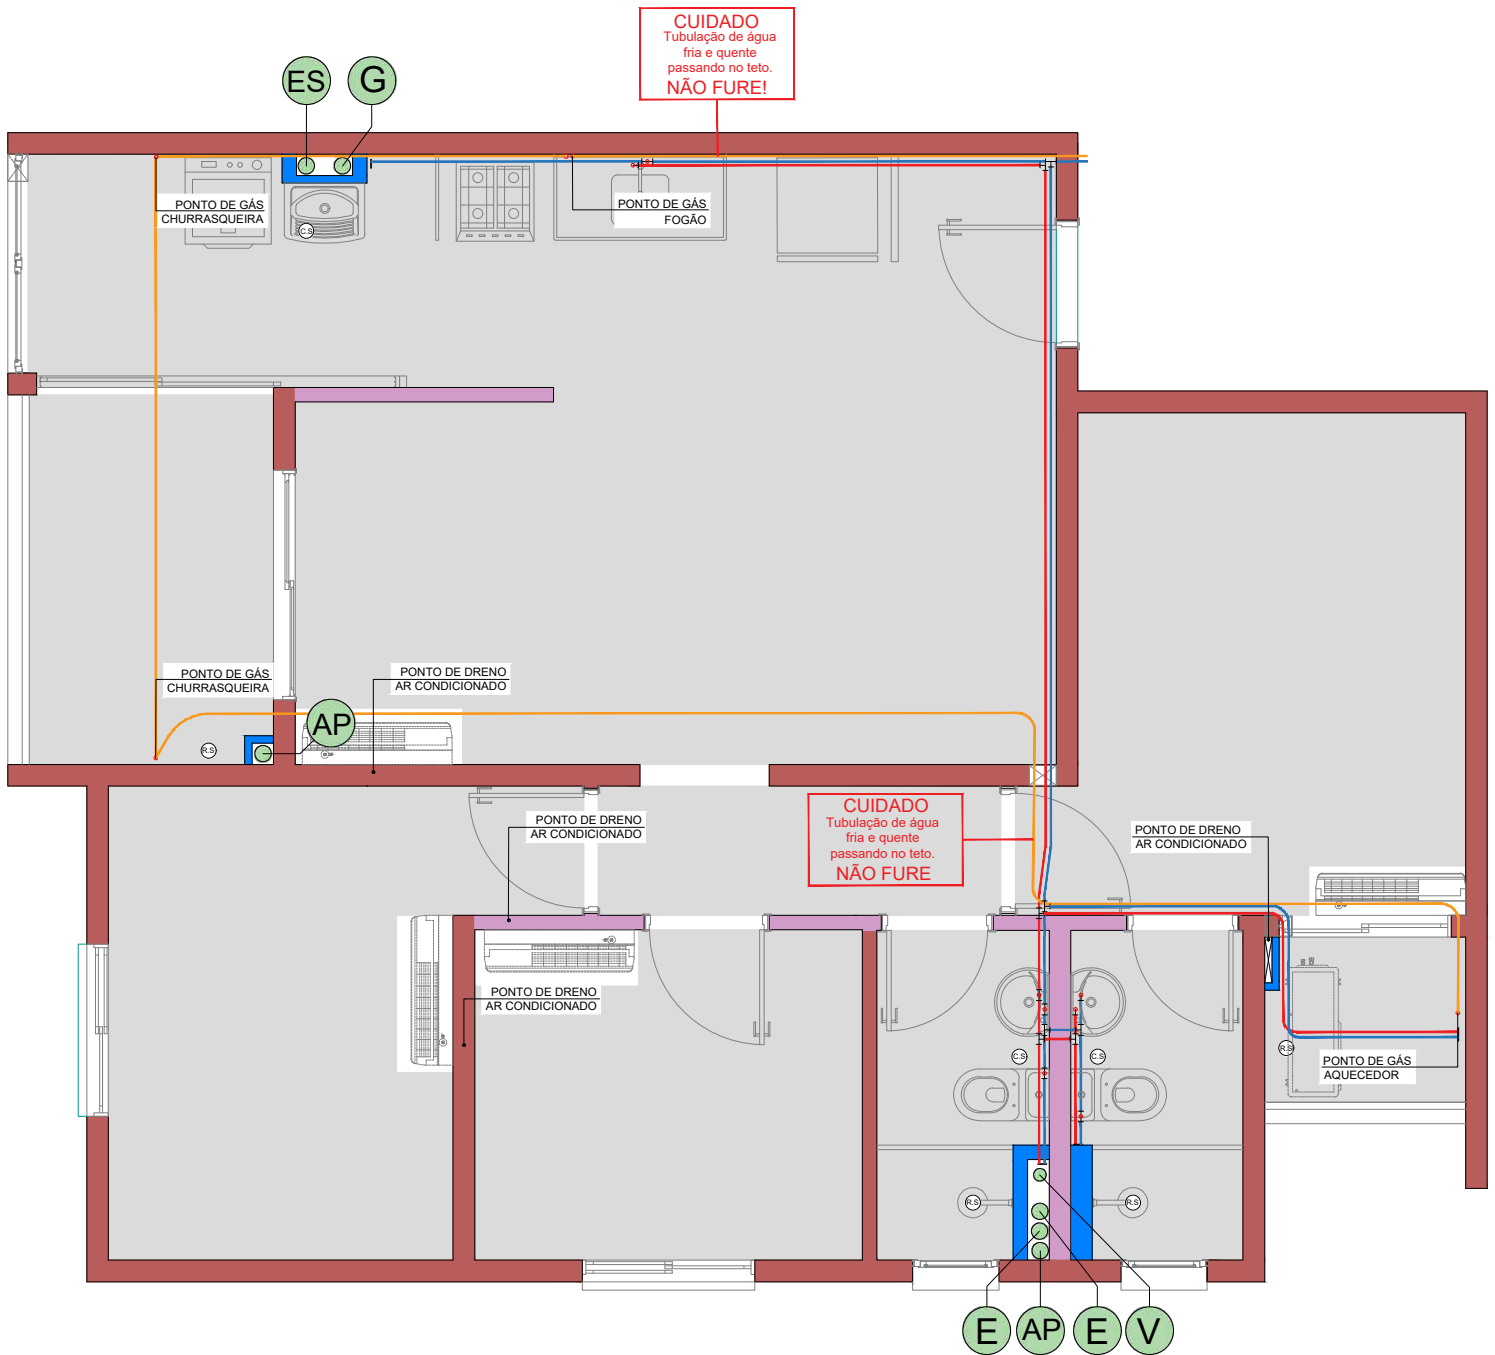 CUIDADO
Tubulação de água
fria e quente
passando no teto.
NÃO FURE!
ES
G
PONTO DE GÁS
CHURRASQUEIRA
C.S
PONTO DE GÁS
FOGÃO
PONTO DE GÁS
CHURRASQUEIRA
PONTO DE DRENO
AR CONDICIONADO
AP
R.S
CUIDADO
Tubulação de água
fria e quente
passando no teto.
NÃO FURE
PONTO DE DRENO
AR CONDICIONADO
PONTO DE DRENO
AR CONDICIONADO
PONTO DE DRENO
AR CONDICIONADO
C.S
C.S
R.S
PONTO DE GÁS
AQUECEDOR
R.S
R.S
E
AP
E
V